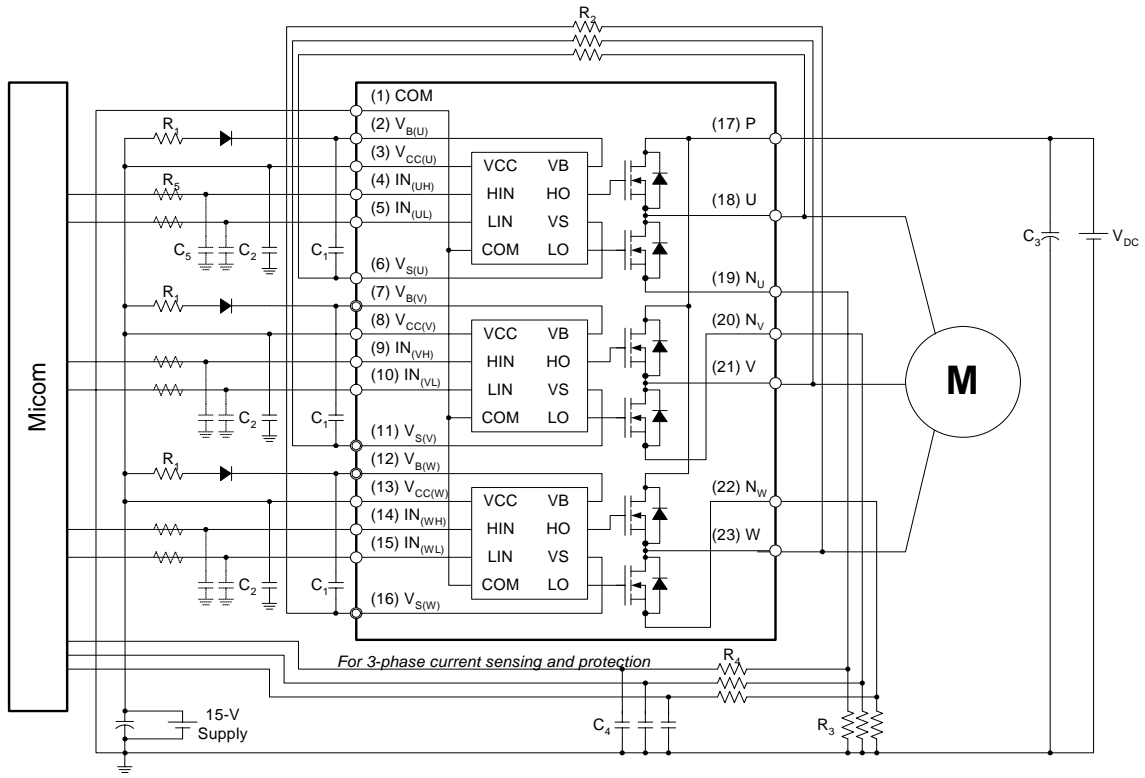 R2
Micom
(1) COM
(2) VB(U)
(3) VCC(U)
(4) IN(UH)
(5) IN(UL)
(6) VS(U)
(7) VB(V)
(8) VCC(V)
(9) IN(VH)
(10) IN(VL)
(11) VS(V)
(12) VB(W)
(13) VCC(W)
(14) IN(WH)
(15) IN(WL)
(16) VS(W)
R1
R5
C5
C2
C1
R1
C2
C1
R1
C2
C1
VCC VB
HIN HO
LIN VS
COM LO
VCC VB
HIN HO
LIN VS
COM LO
VCC VB
HIN HO
LIN VS
COM LO
(17) P
(18) U
(19) NU
(20) NV
(21) V
(22) NW
(23) W
C3
VDC
M
For 3-phase current sensing and protection
R4
C4
R3
15-V
Supply